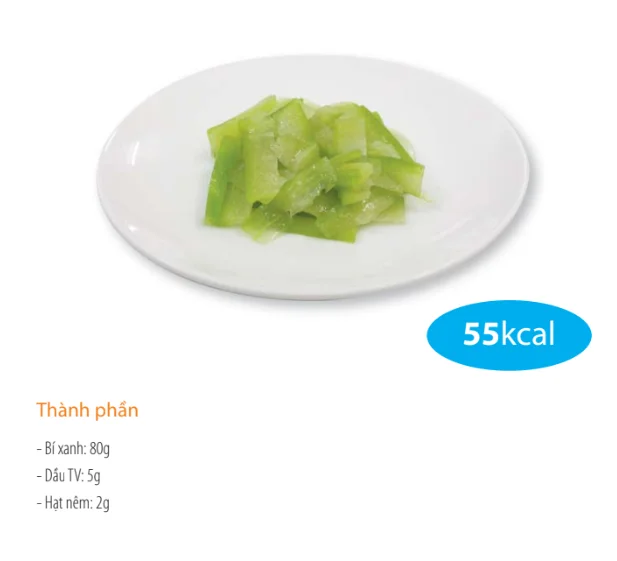 55kcal
Thành phần
- Bí xanh: 80g
- Dầu TV: 5g
- Hạt nêm: 2g